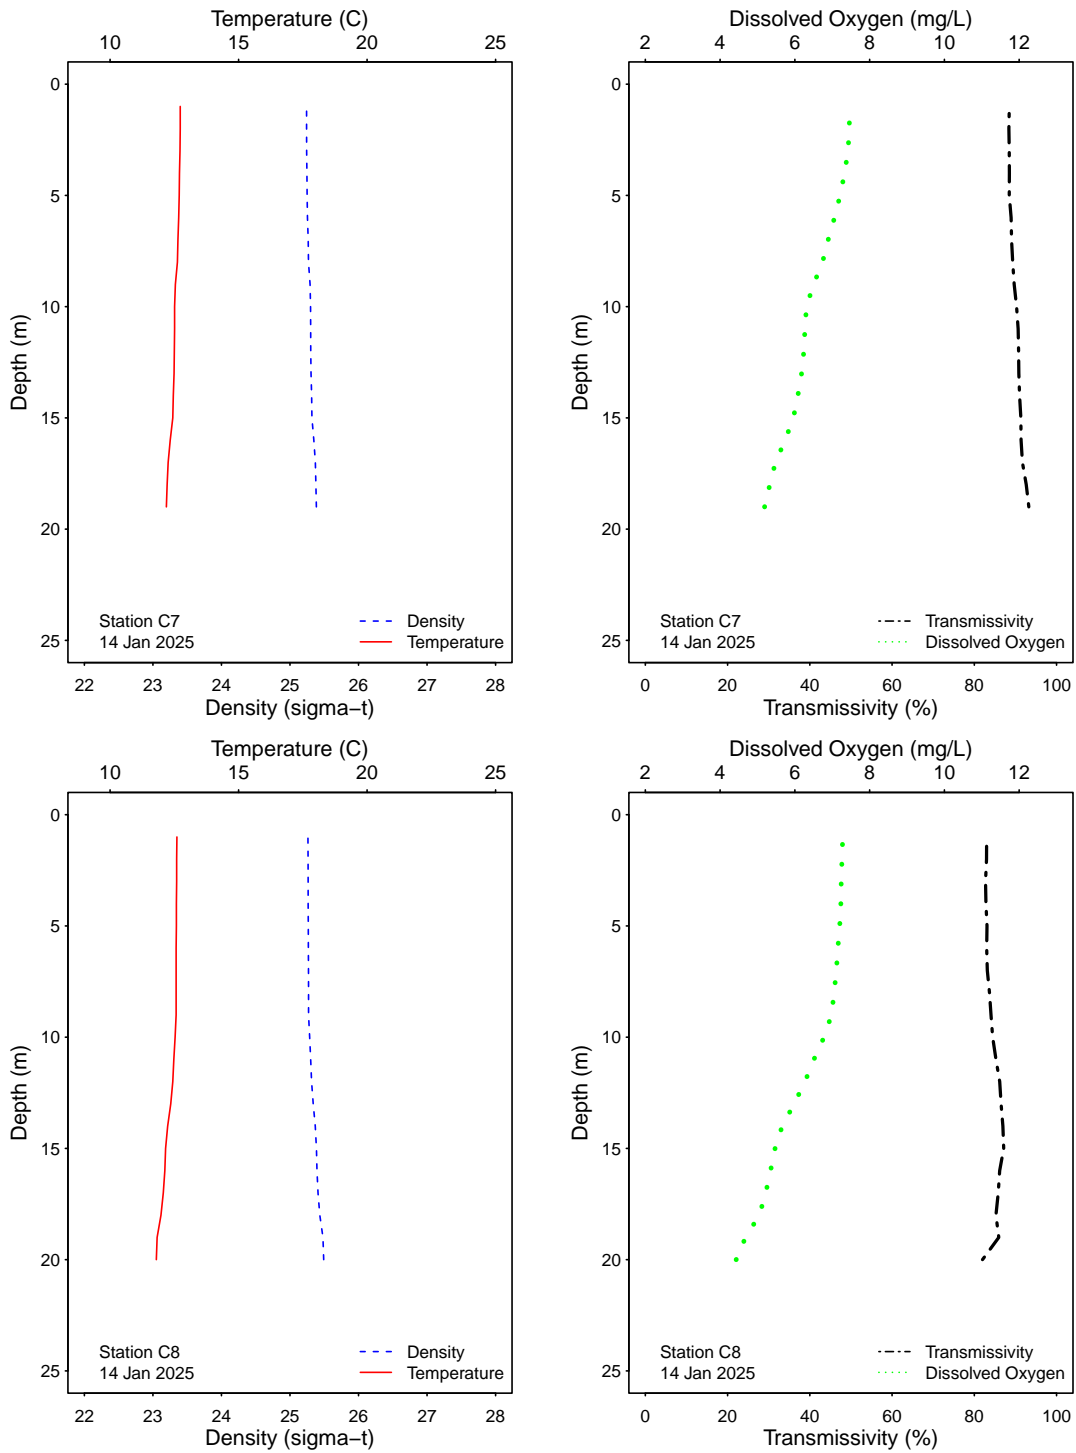 Temperature (C)
10 15 20 25
0
5
10
15
20
25
Depth (m)
Station C7
14 Jan 2025
Density
Temperature
22 23 24 25 26 27 28
Density (sigma−t)
Dissolved Oxygen (mg/L)
2 4 6 8 10 12
0
5
10
15
20
25
Depth (m)
Station C7
14 Jan 2025
Transmissivity
Dissolved Oxygen
0 20 40 60 80 100
Transmissivity (%)
Temperature (C)
10 15 20 25
0
5
10
15
20
25
Depth (m)
Station C8
14 Jan 2025
Density
Temperature
22 23 24 25 26 27 28
Density (sigma−t)
Dissolved Oxygen (mg/L)
2 4 6 8 10 12
0
5
10
15
20
25
Depth (m)
Station C8
14 Jan 2025
Transmissivity
Dissolved Oxygen
0 20 40 60 80 100
Transmissivity (%)